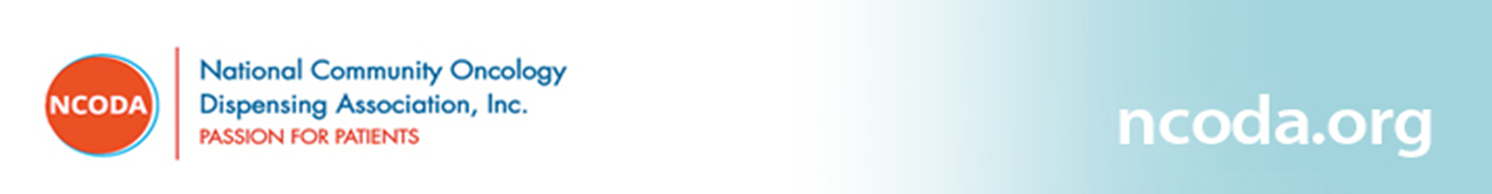 NCODA
National Community Oncology
Dispensing Association, Inc.
PASSION FOR PATIENTS
ncoda.org